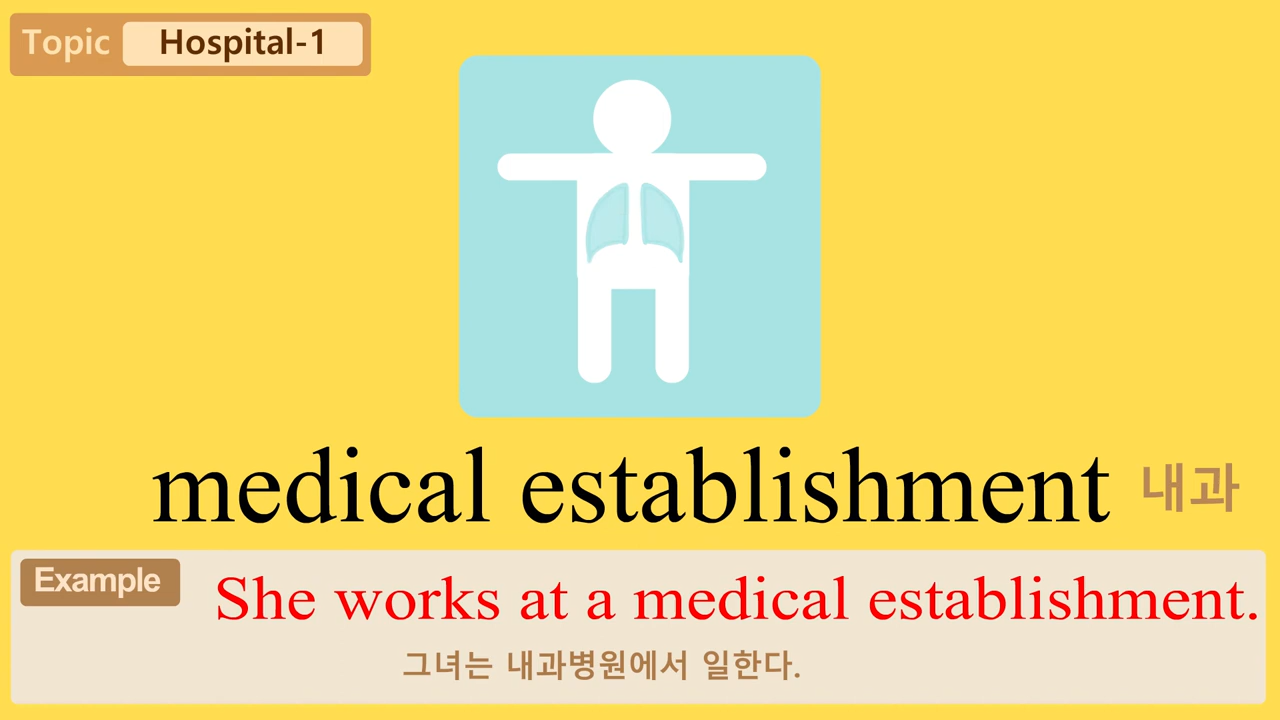 Topic Hospital-1
medical establishment 내과
Example She works at a medical establishment.
그녀는 내과병원에서 일한다.